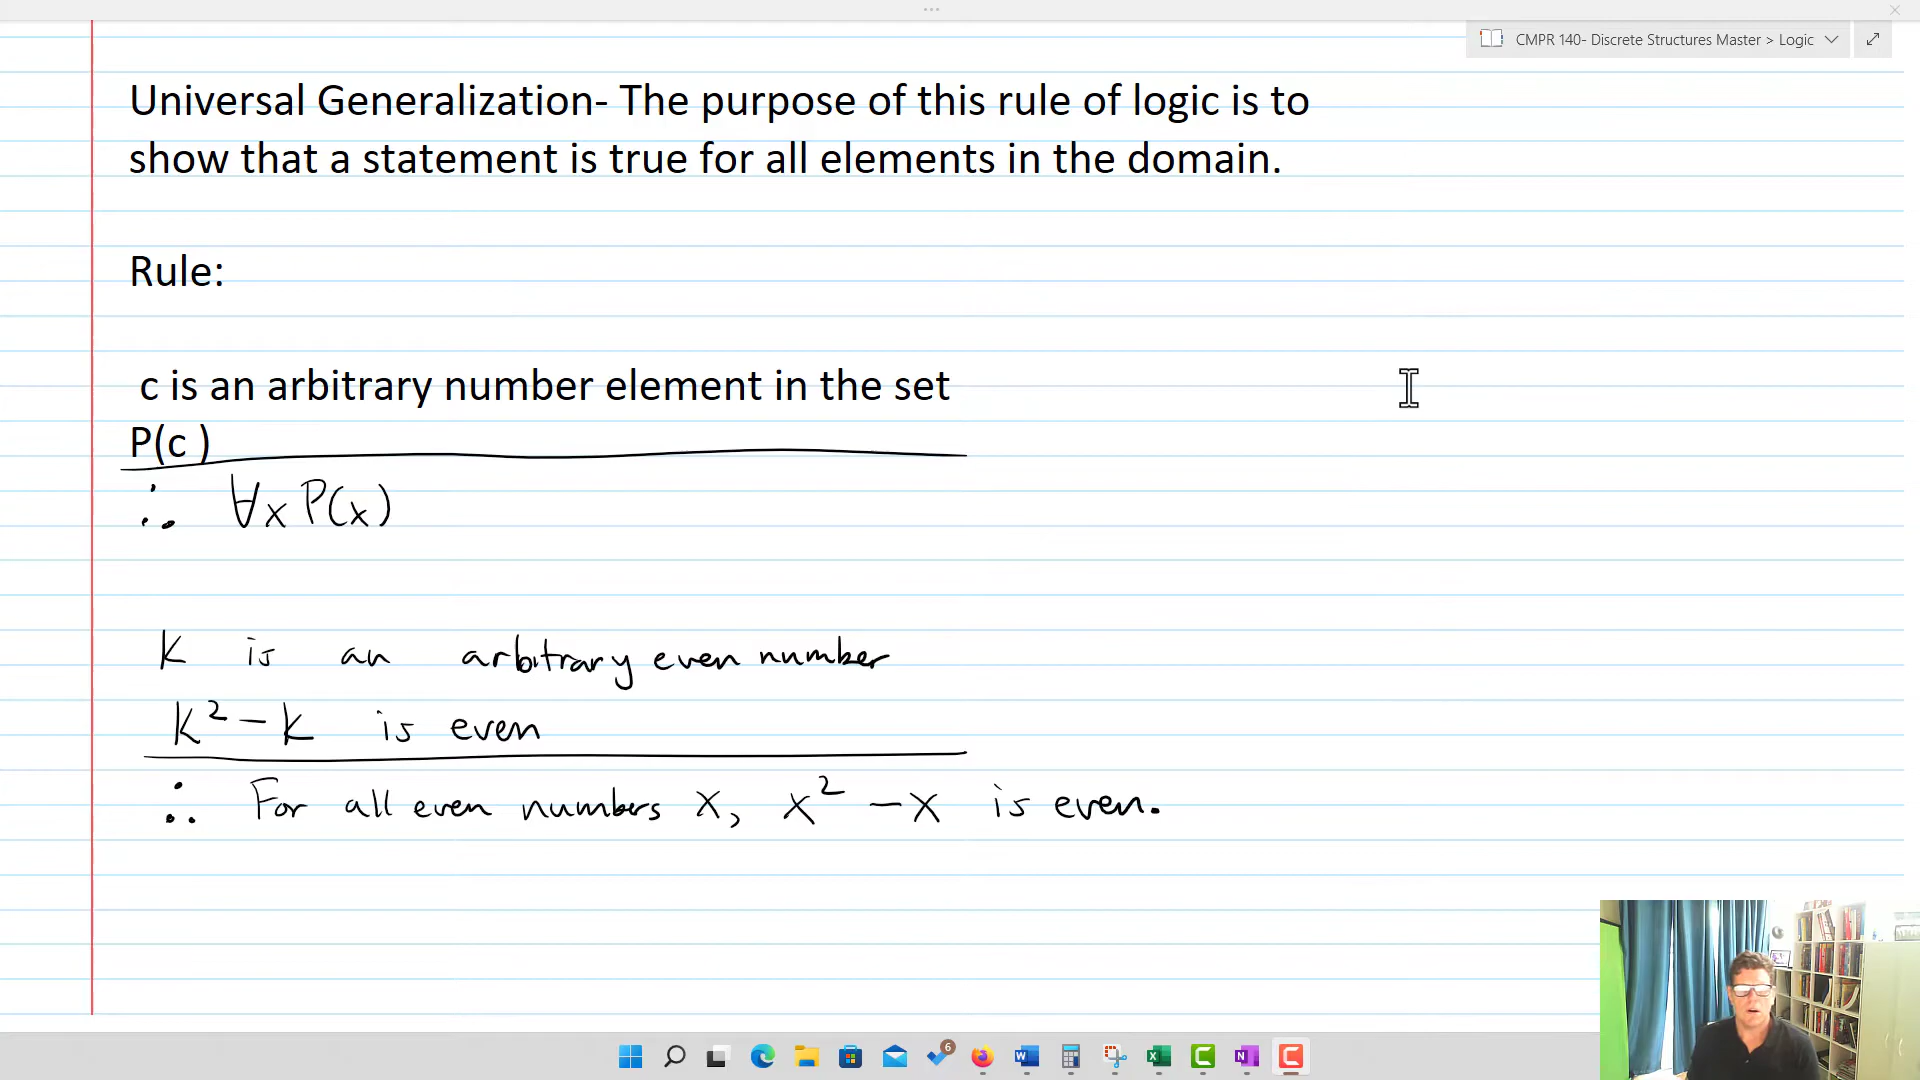 CMPR 140- Discrete Structures Master > Logic
Universal Generalization- The purpose of this rule of logic is to
show that a statement is true for all elements in the domain.
Rule:
c is an arbitrary number element in the set
P(c )
∴ ∀x P(x)
K is an arbitrary even number
K² – k is even
∴ For all even numbers x, x² – x is even.
6